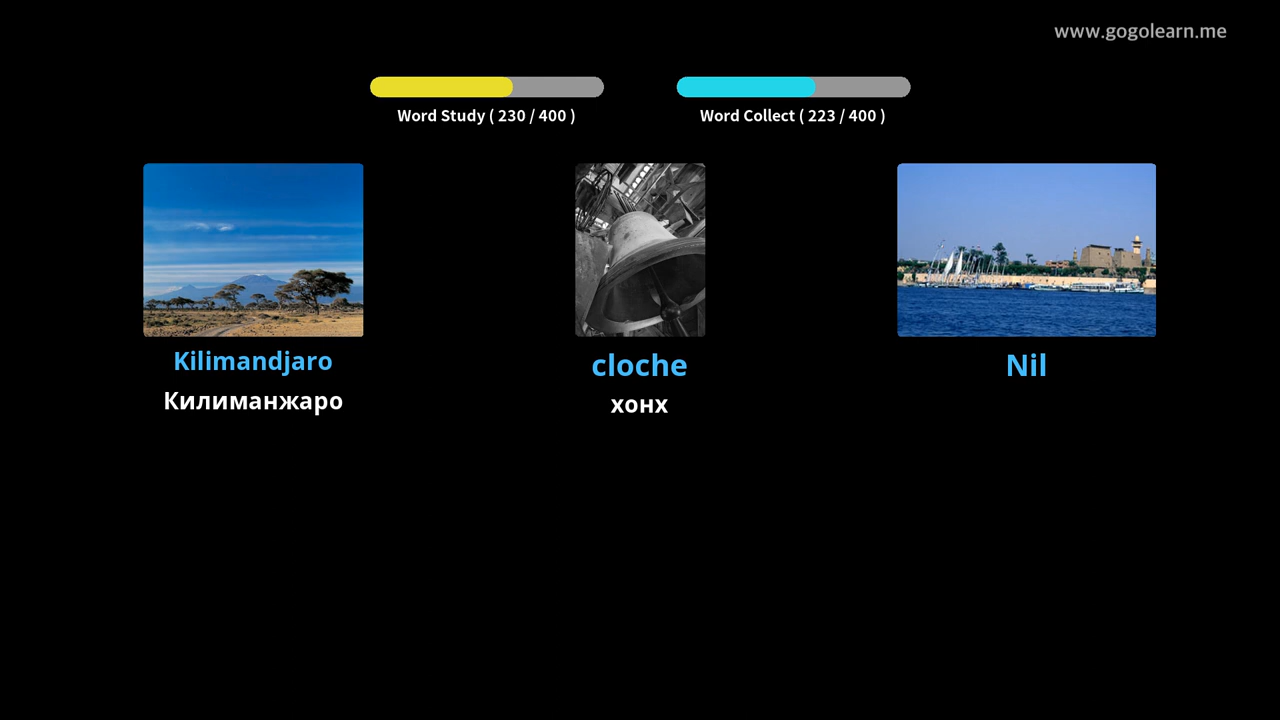 www.gogolearn.me
Word Study ( 230 / 400 )
Word Collect ( 223 / 400 )
Kilimandjaro
cloche
Nil
Килиманжаро
хонх